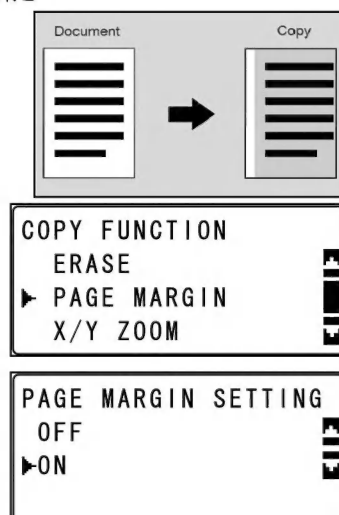 Document Copy
COPY FUNCTION
ERASE
PAGE MARGIN
X/Y ZOOM
PAGE MARGIN SETTING
OFF
ON